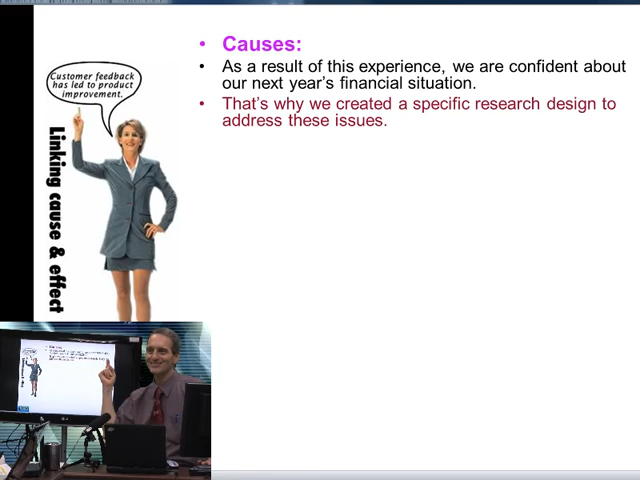 Causes:
As a result of this experience, we are confident about
our next year's financial situation.
That's why we created a specific research design to
address these issues.
Customer feedback
has led to product
improvement.
Linking cause & effect